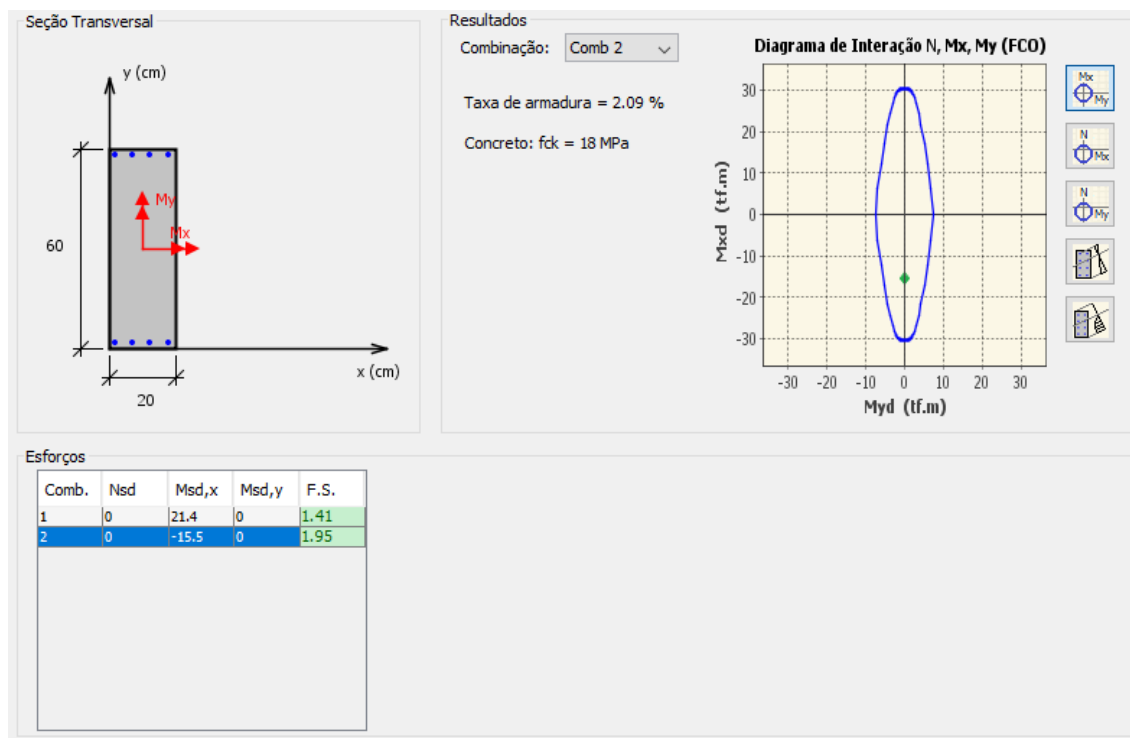 Seção Transversal
y (cm)
My
Mx
60
x (cm)
20
Resultados
Combinação: Comb 2
Taxa de armadura = 2.09 %
Concreto: fck = 18 MPa
Diagrama de Interação N, Mx, My (FCO)
Mxd (tf.m)
30
20
10
0
-10
-20
-30
-30 -20 -10 0 10 20 30
Myd (tf.m)
Mx
My
N
Mx
N
My
Esforços
Comb. Nsd Msd,x Msd,y F.S.
1 0 21.4 0 1.41
2 0 -15.5 0 1.95